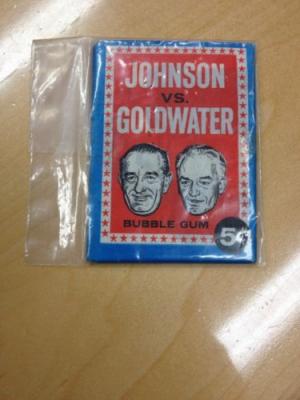 JOHNSON
VS.
GOLDWATER
BUBBLE GUM
5¢